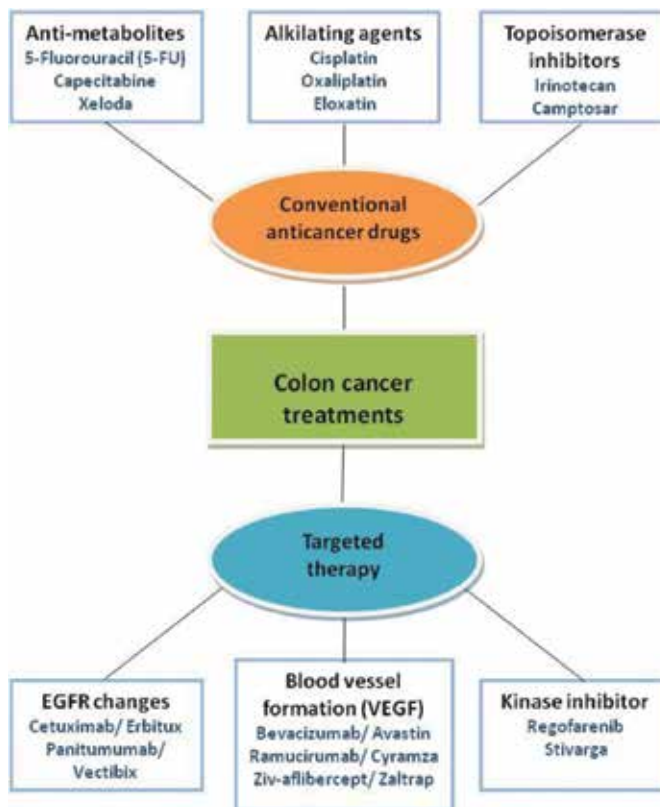 Anti-metabolites
5-Fluorouracil (5-FU)
Capecitabine
Xeloda
Alkilating agents
Cisplatin
Oxaliplatin
Eloxatin
Topoisomerase
inhibitors
Irinotecan
Camptosar
Conventional
anticancer drugs
Colon cancer
treatments
Targeted
therapy
EGFR changes
Cetuximab/ Erbitux
Panitumumab/
Vectibix
Blood vessel
formation (VEGF)
Bevacizumab/ Avastin
Ramucirumab/ Cyramza
Ziv-aflibercept/ Zaltrap
Kinase inhibitor
Regofarenib
Stivarga